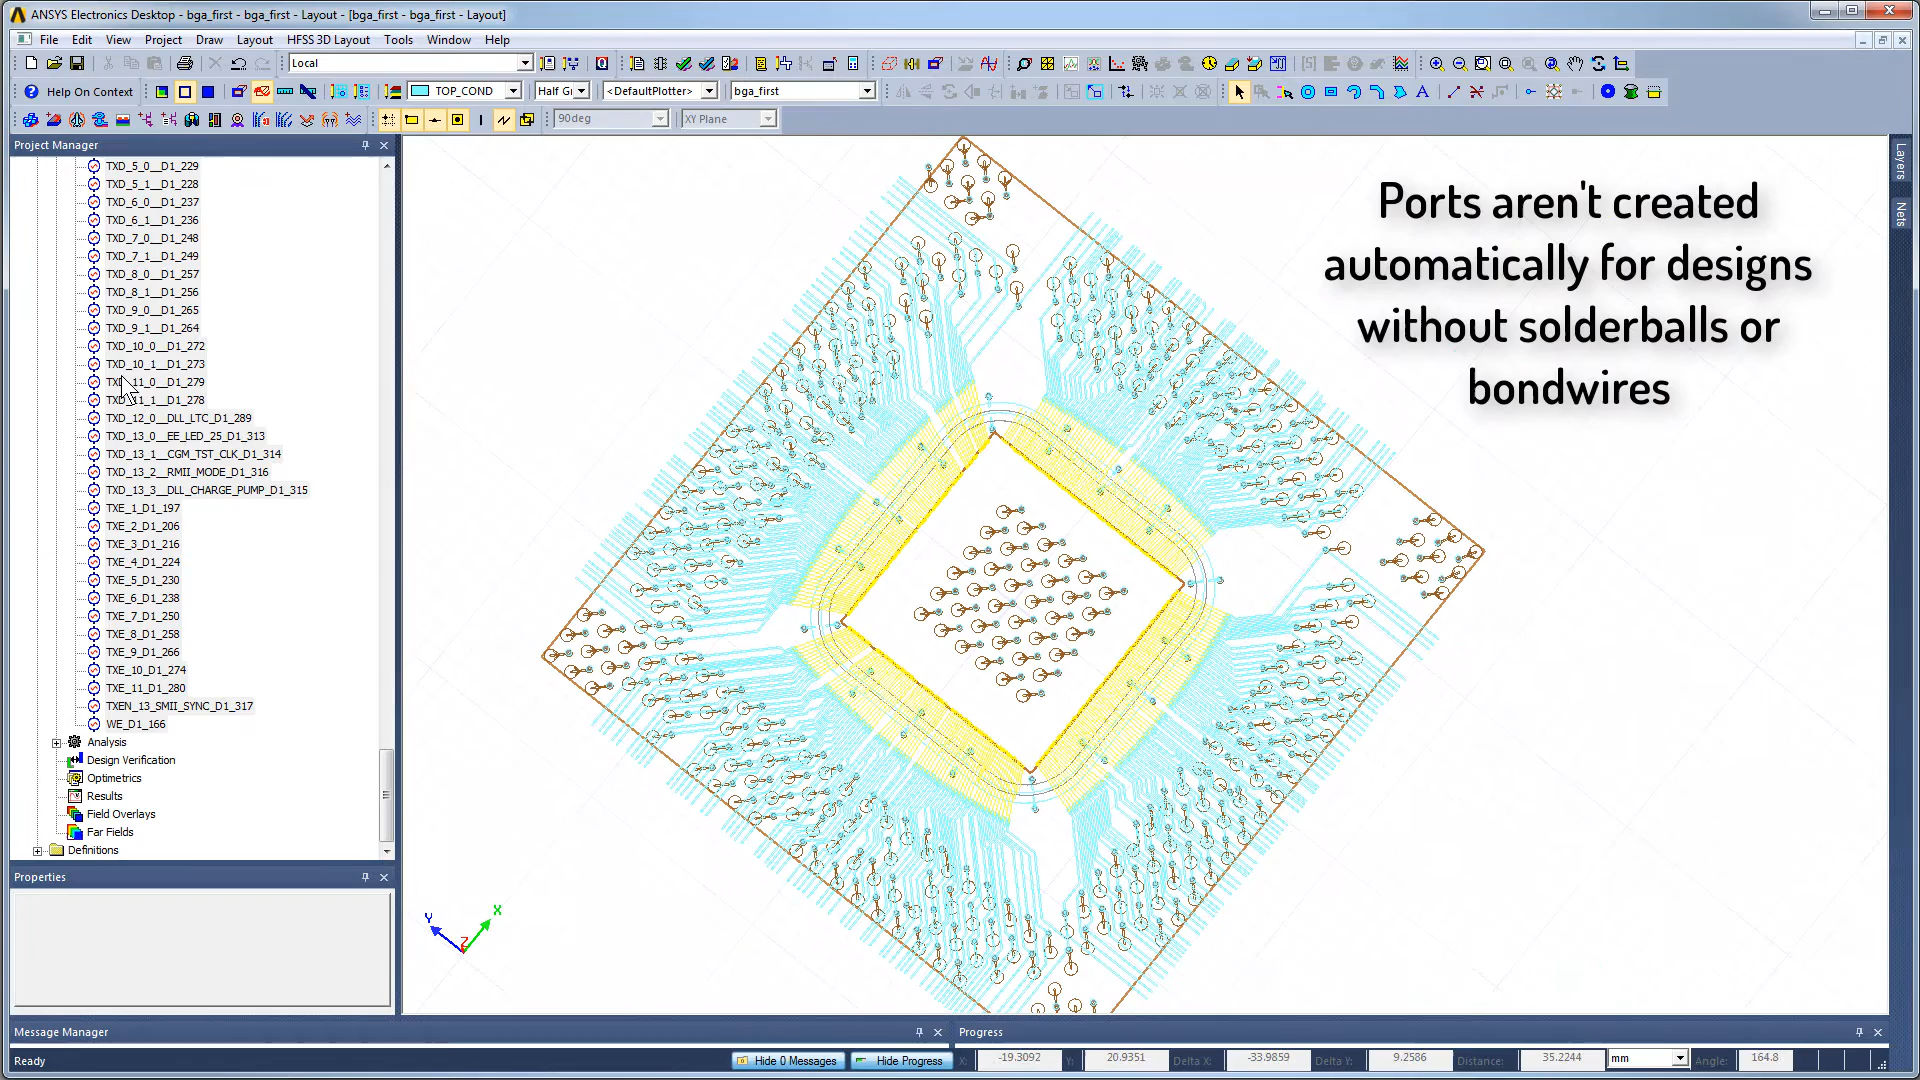 ANSYS Electronics Desktop - bga_first - bga_first - Layout - [bga_first - bga_first - Layout]
File Edit View Project Draw Layout HFSS 3D Layout Tools Window Help
Local
Help On Context TOP_COND Half G <DefaultPlotter> bga_first
90deg XY Plane
Project Manager
TXD_5_0__D1_229
TXD_5_1__D1_228
TXD_6_0__D1_237
TXD_6_1__D1_236
TXD_7_0__D1_248
TXD_7_1__D1_249
TXD_8_0__D1_257
TXD_8_1__D1_256
TXD_9_0__D1_265
TXD_9_1__D1_264
TXD_10_0__D1_272
TXD_10_1__D1_273
TXD_11_0__D1_279
TXD_11_1__D1_278
TXD_12_0__DLL_LTC_D1_289
TXD_13_0__EE_LED_25_D1_313
TXD_13_1__CGM_TST_CLK_D1_314
TXD_13_2__RMII_MODE_D1_316
TXD_13_3__DLL_CHARGE_PUMP_D1_315
TXE_1_D1_197
TXE_2_D1_206
TXE_3_D1_216
TXE_4_D1_224
TXE_5_D1_230
TXE_6_D1_238
TXE_7_D1_250
TXE_8_D1_258
TXE_9_D1_266
TXE_10_D1_274
TXE_11_D1_280
TXEN_13_SMII_SYNC_D1_317
WE_D1_166
Analysis
Design Verification
Optimetrics
Results
Field Overlays
Far Fields
Definitions
Properties
Ports aren't created
automatically for designs
without solderballs or
bondwires
Layers
Nets
Y X Z
Message Manager
Progress
Ready Hide 0 Messages Hide Progress X: -19.3092 Y: 20.9351 Delta X: -33.9859 Delta Y: 9.2586 Distance: 35.2244 mm Angle: 164.8